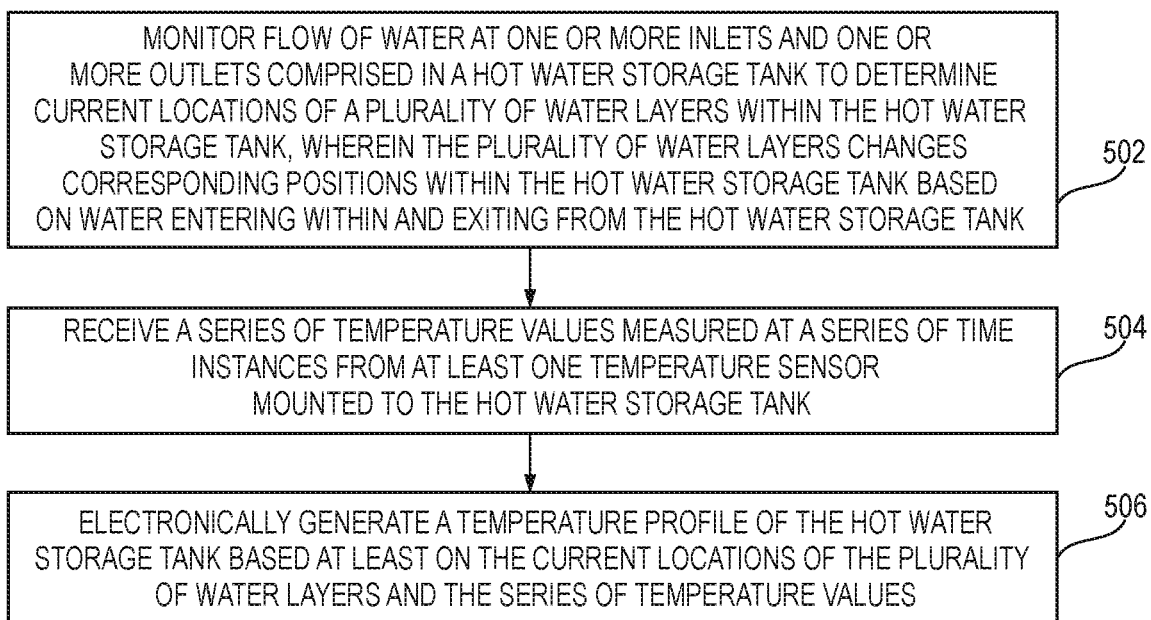 MONITOR FLOW OF WATER AT ONE OR MORE INLETS AND ONE OR
MORE OUTLETS COMPRISED IN A HOT WATER STORAGE TANK TO DETERMINE
CURRENT LOCATIONS OF A PLURALITY OF WATER LAYERS WITHIN THE HOT WATER
STORAGE TANK, WHEREIN THE PLURALITY OF WATER LAYERS CHANGES
CORRESPONDING POSITIONS WITHIN THE HOT WATER STORAGE TANK BASED
ON WATER ENTERING WITHIN AND EXITING FROM THE HOT WATER STORAGE TANK
502
RECEIVE A SERIES OF TEMPERATURE VALUES MEASURED AT A SERIES OF TIME
INSTANCES FROM AT LEAST ONE TEMPERATURE SENSOR
MOUNTED TO THE HOT WATER STORAGE TANK
504
ELECTRONICALLY GENERATE A TEMPERATURE PROFILE OF THE HOT WATER
STORAGE TANK BASED AT LEAST ON THE CURRENT LOCATIONS OF THE PLURALITY
OF WATER LAYERS AND THE SERIES OF TEMPERATURE VALUES
506